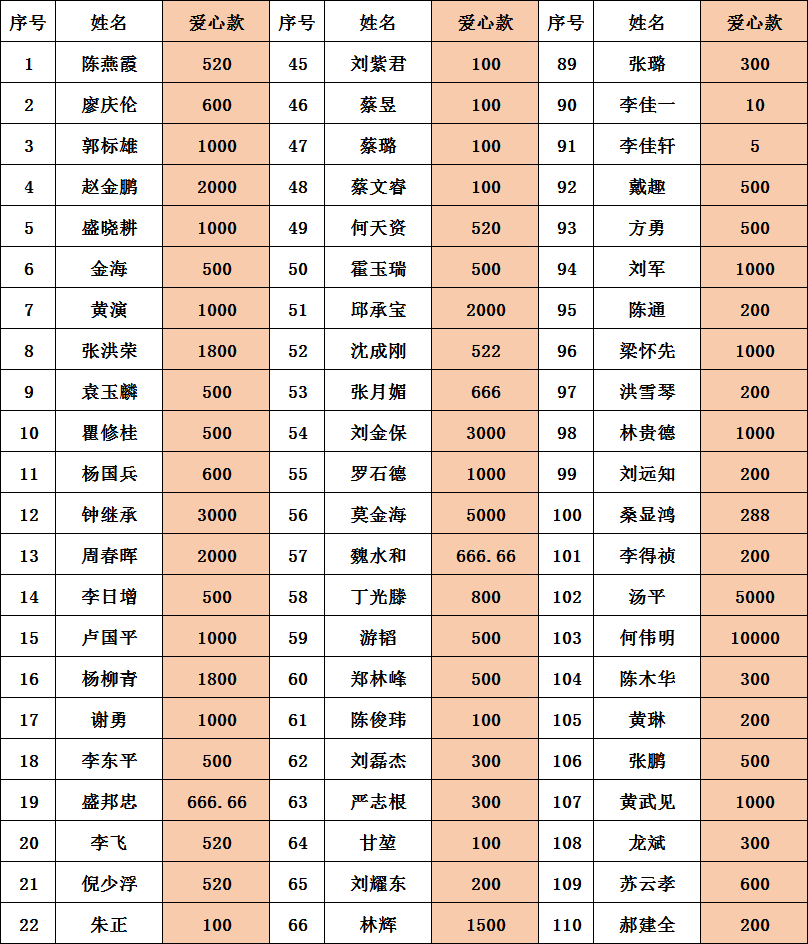 序号 姓名 爱心款 序号 姓名 爱心款 序号 姓名 爱心款
1 陈燕霞 520 45 刘紫君 100 89 张璐 300
2 廖庆伦 600 46 蔡昱 100 90 李佳一 10
3 郭标雄 1000 47 蔡璐 100 91 李佳轩 5
4 赵金鹏 2000 48 蔡文睿 100 92 戴趣 500
5 盛晓耕 1000 49 何天资 520 93 方勇 500
6 金海 500 50 霍玉瑞 500 94 刘军 1000
7 黄演 1000 51 邱承宝 2000 95 陈通 200
8 张洪荣 1800 52 沈成刚 522 96 梁怀先 1000
9 袁玉麟 500 53 张月媚 666 97 洪雪琴 200
10 瞿修桂 500 54 刘金保 3000 98 林贵德 1000
11 杨国兵 600 55 罗石德 1000 99 刘远知 200
12 钟继承 3000 56 莫金海 5000 100 桑显鸿 288
13 周春晖 2000 57 魏水和 666.66 101 李得祯 200
14 李日增 500 58 丁光滕 800 102 汤平 5000
15 卢国平 1000 59 游韬 500 103 何伟明 10000
16 杨柳青 1800 60 郑林峰 500 104 陈木华 300
17 谢勇 1000 61 陈俊玮 100 105 黄琳 200
18 李东平 500 62 刘磊杰 300 106 张鹏 500
19 盛邦忠 666.66 63 严志根 300 107 黄武见 1000
20 李飞 520 64 甘堃 100 108 龙斌 300
21 倪少浮 520 65 刘耀东 200 109 苏云孝 600
22 朱正 100 66 林辉 1500 110 郝建全 200